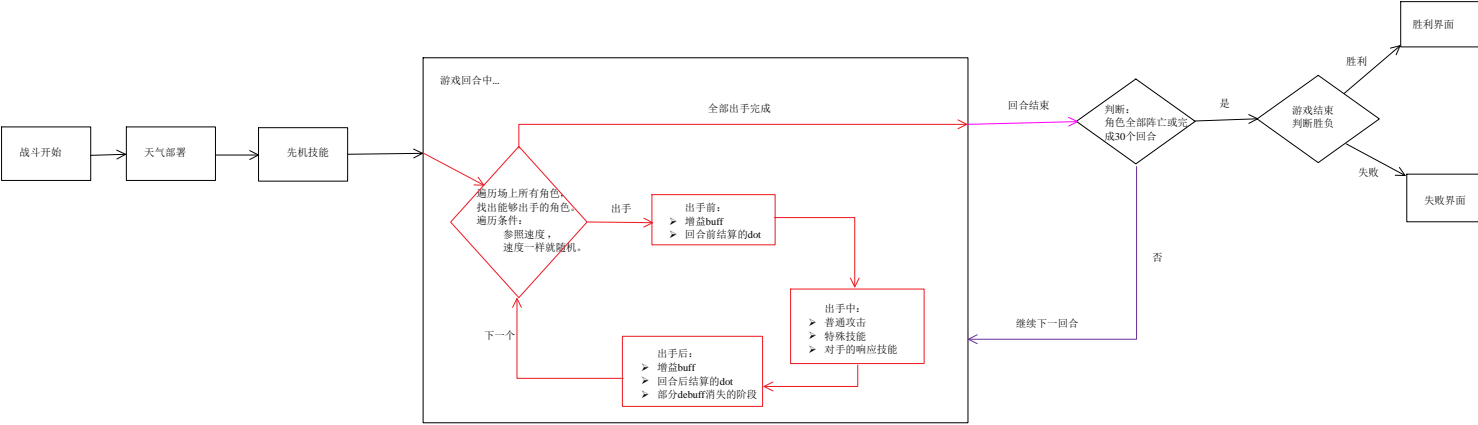 战斗开始
天气部署
先机技能
游戏回合中...
全部出手完成
遍历场上所有角色，
找出能够出手的角色。
遍历条件：
参照速度，
速度一样就随机。
出手
出手前：
➢ 增益buff
➢ 回合前结算的dot
出手中：
➢ 普通攻击
➢ 特殊技能
➢ 对手的响应技能
出手后：
➢ 增益buff
➢ 回合后结算的dot
➢ 部分debuff消失的阶段
下一个
回合结束
判断：
角色全部阵亡或完
成30个回合
是
否
继续下一回合
游戏结束
判断胜负
胜利
胜利界面
失败
失败界面